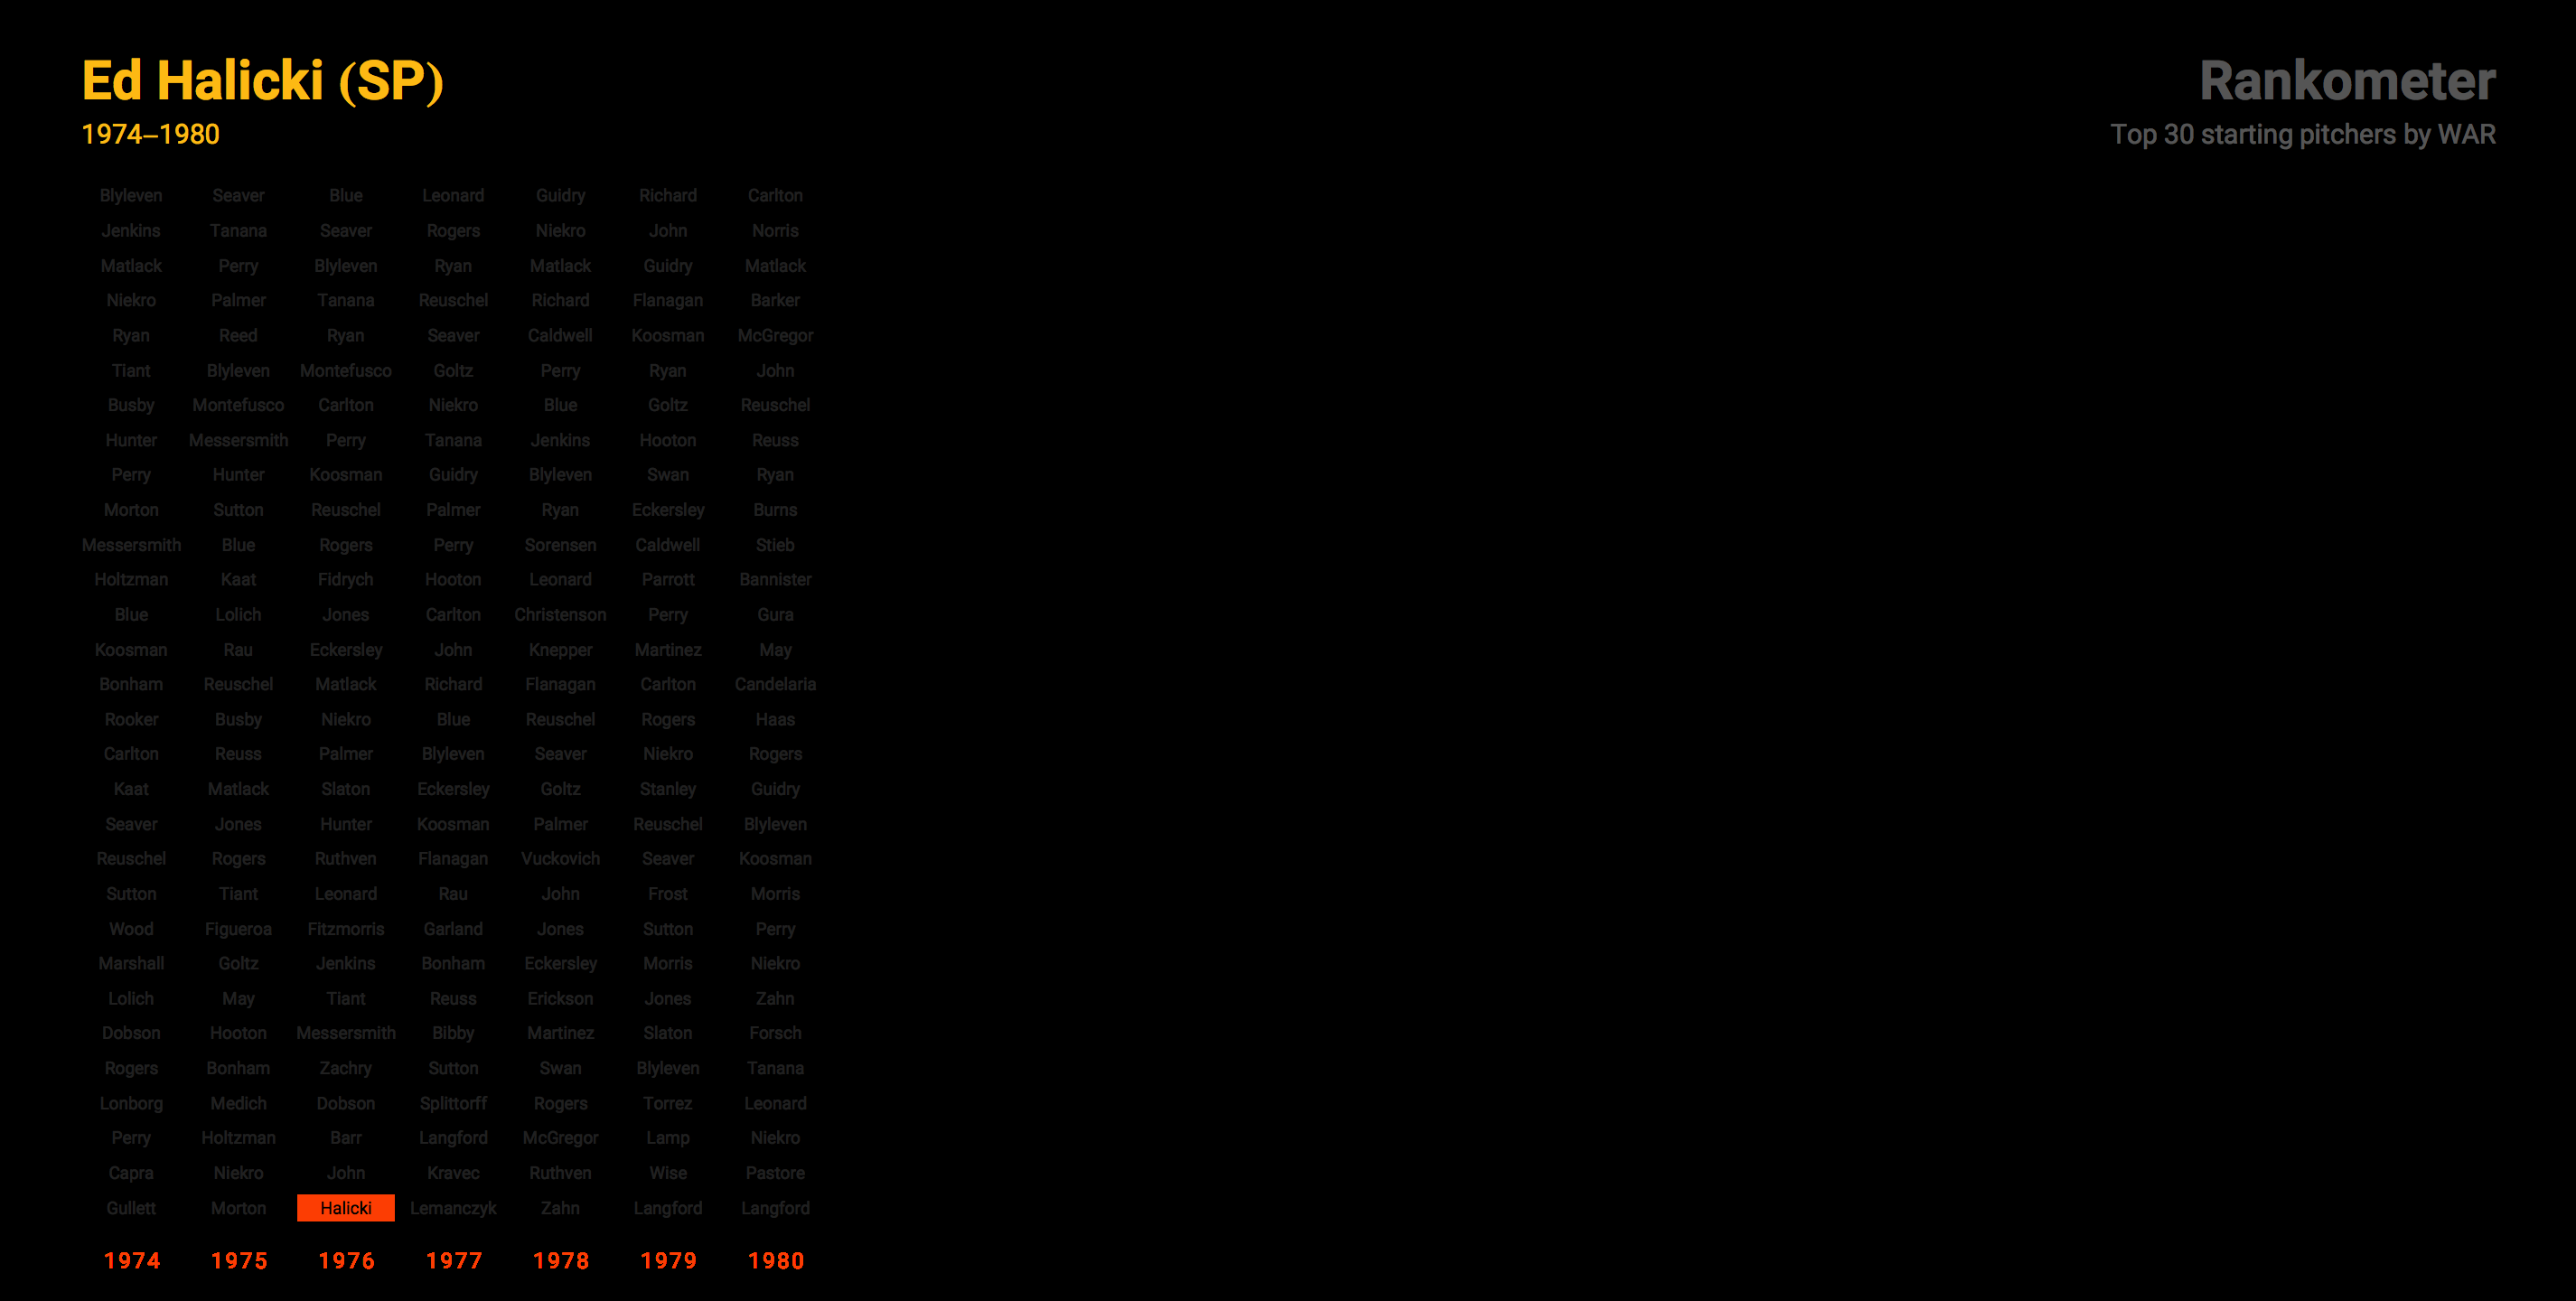 Ed Halicki (SP)
1974–1980
Rankometer
Top 30 starting pitchers by WAR
Blyleven Seaver Blue Leonard Guidry Richard Carlton
Jenkins Tanana Seaver Rogers Niekro John Norris
Matlack Perry Blyleven Ryan Matlack Guidry Matlack
Niekro Palmer Tanana Reuschel Richard Flanagan Barker
Ryan Reed Ryan Seaver Caldwell Koosman McGregor
Tiant Blyleven Montefusco Goltz Perry Ryan John
Busby Montefusco Carlton Niekro Blue Goltz Reuschel
Hunter Messersmith Perry Tanana Jenkins Hooton Reuss
Perry Hunter Koosman Guidry Blyleven Swan Ryan
Morton Sutton Reuschel Palmer Ryan Eckersley Burns
Messersmith Blue Rogers Perry Sorensen Caldwell Stieb
Holtzman Kaat Fidrych Hooton Leonard Parrott Bannister
Blue Lolich Jones Carlton Christenson Perry Gura
Koosman Rau Eckersley John Knepper Martinez May
Bonham Reuschel Matlack Richard Flanagan Carlton Candelaria
Rooker Busby Niekro Blue Reuschel Rogers Haas
Carlton Reuss Palmer Blyleven Seaver Niekro Rogers
Kaat Matlack Slaton Eckersley Goltz Stanley Guidry
Seaver Jones Hunter Koosman Palmer Reuschel Blyleven
Reuschel Rogers Ruthven Flanagan Vuckovich Seaver Koosman
Sutton Tiant Leonard Rau John Frost Morris
Wood Figueroa Fitzmorris Garland Jones Sutton Perry
Marshall Goltz Jenkins Bonham Eckersley Morris Niekro
Lolich May Tiant Reuss Erickson Jones Zahn
Dobson Hooton Messersmith Bibby Martinez Slaton Forsch
Rogers Bonham Zachry Sutton Swan Blyleven Tanana
Lonborg Medich Dobson Splittorff Rogers Torrez Leonard
Perry Holtzman Barr Langford McGregor Lamp Niekro
Capra Niekro John Kravec Ruthven Wise Pastore
Gullett Morton Halicki Lemanczyk Zahn Langford Langford
1974 1975 1976 1977 1978 1979 1980